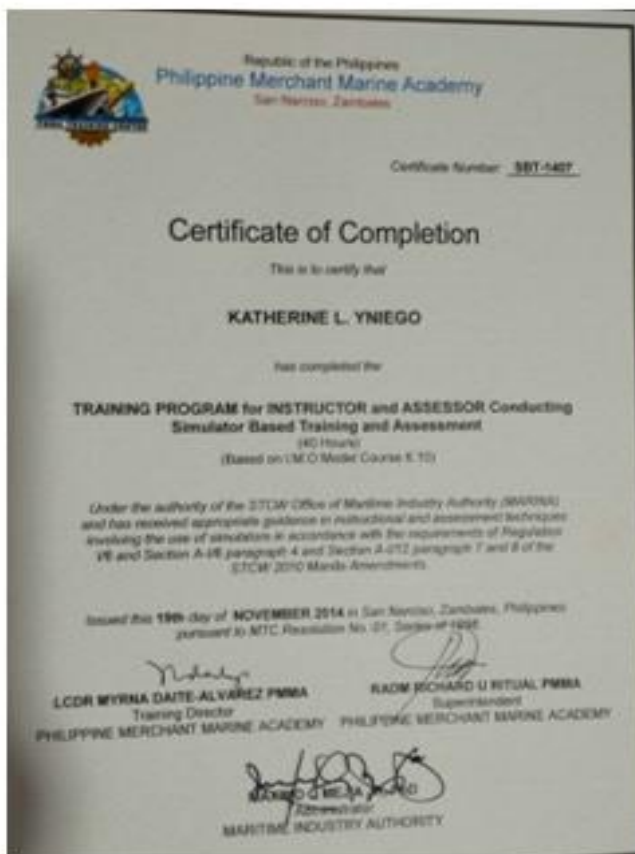 Republic of the Philippines
Philippine Merchant Marine Academy
San Narciso, Zambales
Certificate Number: SBT-1407
Certificate of Completion
This is to certify that
KATHERINE L. YNIEGO
has completed the
TRAINING PROGRAM for INSTRUCTOR and ASSESSOR Conducting
Simulator Based Training and Assessment
(40 Hours)
(Based on I.M.O Model Course 6.10)
Under the authority of the STCW Office of Maritime Industry Authority (MARINA)
and has received appropriate guidance in instructional and assessment techniques
involving the use of simulators in accordance with the requirements of Regulation
I/6 and Section A-I/6 paragraph 4 and Section A-I/12 paragraph 7 and 8 of the
STCW 2010 Manila Amendments.
Issued this 19th day of NOVEMBER 2014 in San Narciso, Zambales, Philippines
pursuant to MTC Resolution No. 01, Series of
LCDR MYRNA DAITE-ALVAREZ PMMA
RADM RICHARD U RITUAL PMMA
Training Director
Superintendent
PHILIPPINE MERCHANT MARINE ACADEMY
PHILIPPINE MERCHANT MARINE ACADEMY
Administrator
MARITIME INDUSTRY AUTHORITY